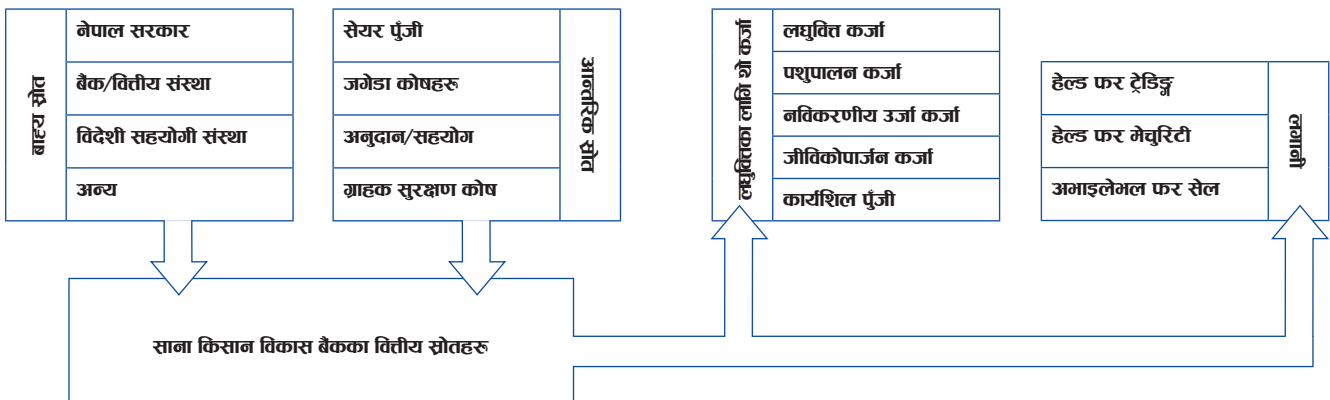 बाह्य स्रोत
नेपाल सरकार
बैंक/वित्तीय संस्था
विदेशी सहयोगी संस्था
अन्य
सेयर पुँजी
जगेडा कोषहरु
अनुदान/सहयोग
ग्राहक सुरक्षण कोष
आन्तरिक स्रोत
लघुवित्तका लागि थो कर्जा
लघुवित्त कर्जा
पशुपालन कर्जा
नविकरणीय उर्जा कर्जा
जीविकोपार्जन कर्जा
कार्यशिल पुँजी
हेल्ड फर ट्रेडिङ्ग
हेल्ड फर मेचुरिटी
अभाइलेभल फर सेल
लगानी
साना किसान विकास बैंकका वित्तीय स्रोतहरु